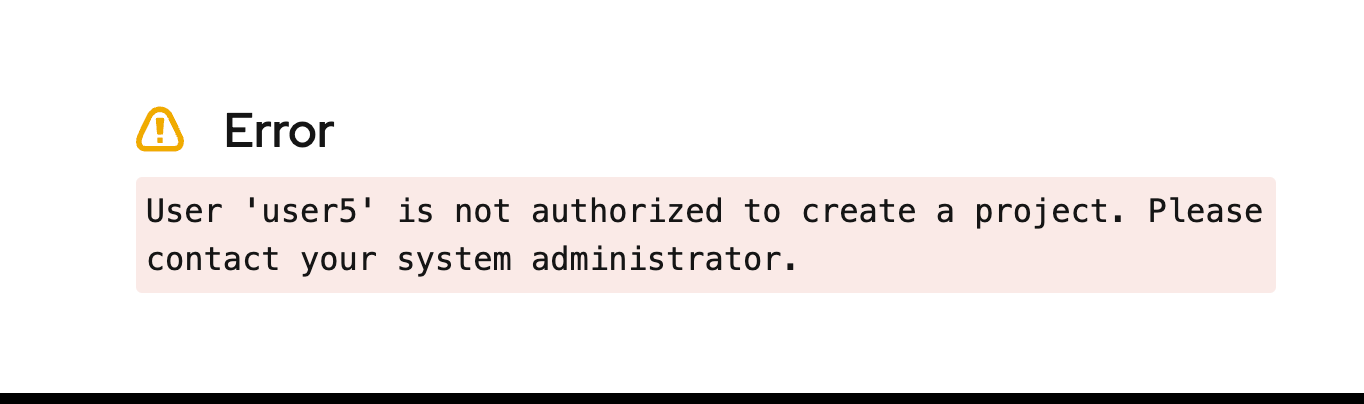 Error
User 'user5' is not authorized to create a project. Please
contact your system administrator.